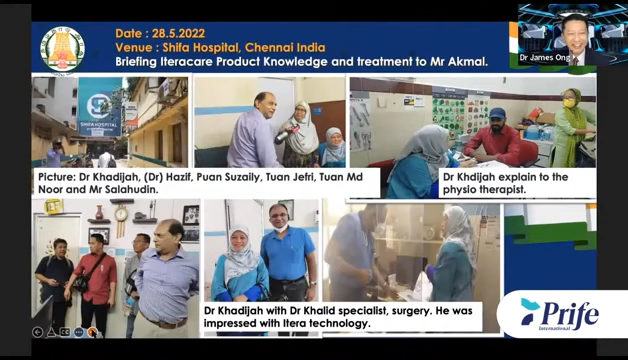 Date : 28.5.2022
Venue : Shifa Hospital, Chennai India
Briefing Iteracare Product Knowledge and treatment to Mr Akmal.
Dr James Ong
SHIFA HOSPITAL
Picture: Dr Khadijah, (Dr) Hazif, Puan Suzaily, Tuan Jefri, Tuan Md
Noor and Mr Salahudin.
Dr Khdijah explain to the
physio therapist.
Dr Khadijah with Dr Khalid specialist, surgery. He was
impressed with Itera technology.
Prife
International